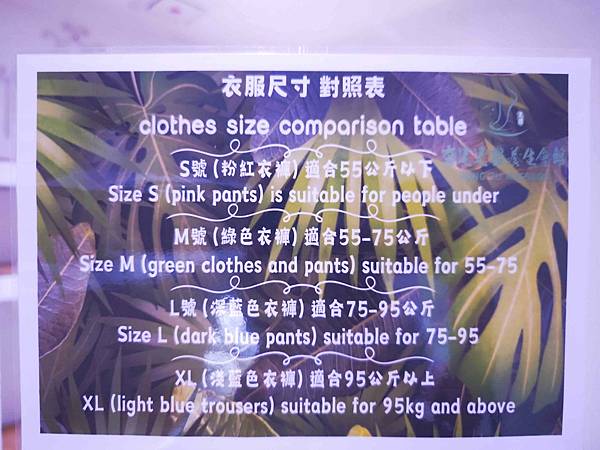 衣服尺寸 對照表
clothes size comparison table
S號 (粉紅衣褲) 適合55公斤以下
Size S (pink pants) is suitable for people under
M號 (綠色衣褲) 適合55-75公斤
Size M (green clothes and pants) suitable for 55-75
L號 (深藍色衣褲) 適合75-95公斤
Size L (dark blue pants) suitable for 75-95
XL (淺藍色衣褲) 適合95公斤以上
XL (light blue trousers) suitable for 95kg and above